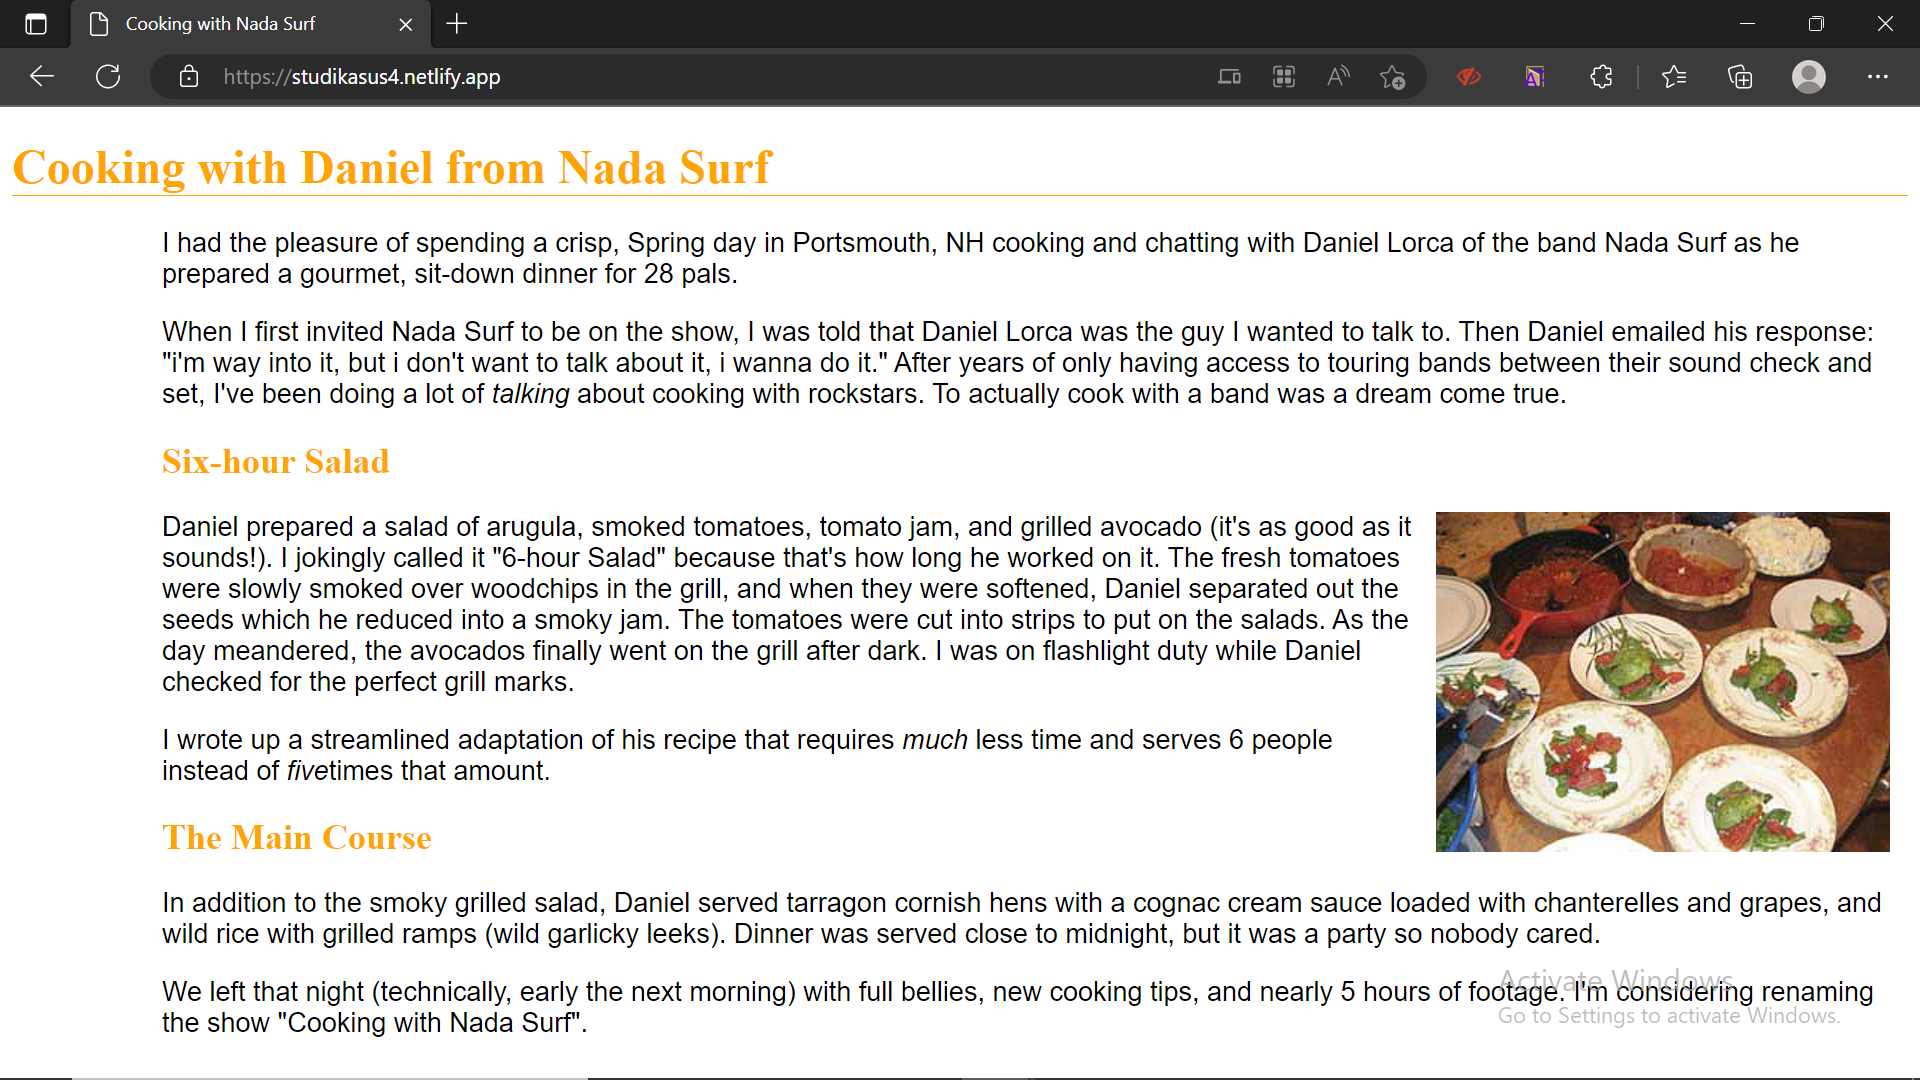 Cooking with Nada Surf
https://studikasus4.netlify.app
Cooking with Daniel from Nada Surf
I had the pleasure of spending a crisp, Spring day in Portsmouth, NH cooking and chatting with Daniel Lorca of the band Nada Surf as he
prepared a gourmet, sit-down dinner for 28 pals.
When I first invited Nada Surf to be on the show, I was told that Daniel Lorca was the guy I wanted to talk to. Then Daniel emailed his response:
"i'm way into it, but i don't want to talk about it, i wanna do it." After years of only having access to touring bands between their sound check and
set, I've been doing a lot of talking about cooking with rockstars. To actually cook with a band was a dream come true.
Six-hour Salad
Daniel prepared a salad of arugula, smoked tomatoes, tomato jam, and grilled avocado (it's as good as it
sounds!). I jokingly called it "6-hour Salad" because that's how long he worked on it. The fresh tomatoes
were slowly smoked over woodchips in the grill, and when they were softened, Daniel separated out the
seeds which he reduced into a smoky jam. The tomatoes were cut into strips to put on the salads. As the
day meandered, the avocados finally went on the grill after dark. I was on flashlight duty while Daniel
checked for the perfect grill marks.
I wrote up a streamlined adaptation of his recipe that requires much less time and serves 6 people
instead of fivetimes that amount.
The Main Course
In addition to the smoky grilled salad, Daniel served tarragon cornish hens with a cognac cream sauce loaded with chanterelles and grapes, and
wild rice with grilled ramps (wild garlicky leeks). Dinner was served close to midnight, but it was a party so nobody cared.
We left that night (technically, early the next morning) with full bellies, new cooking tips, and nearly 5 hours of footage. I'm considering renaming
the show "Cooking with Nada Surf".
Activate Windows
Go to Settings to activate Windows.